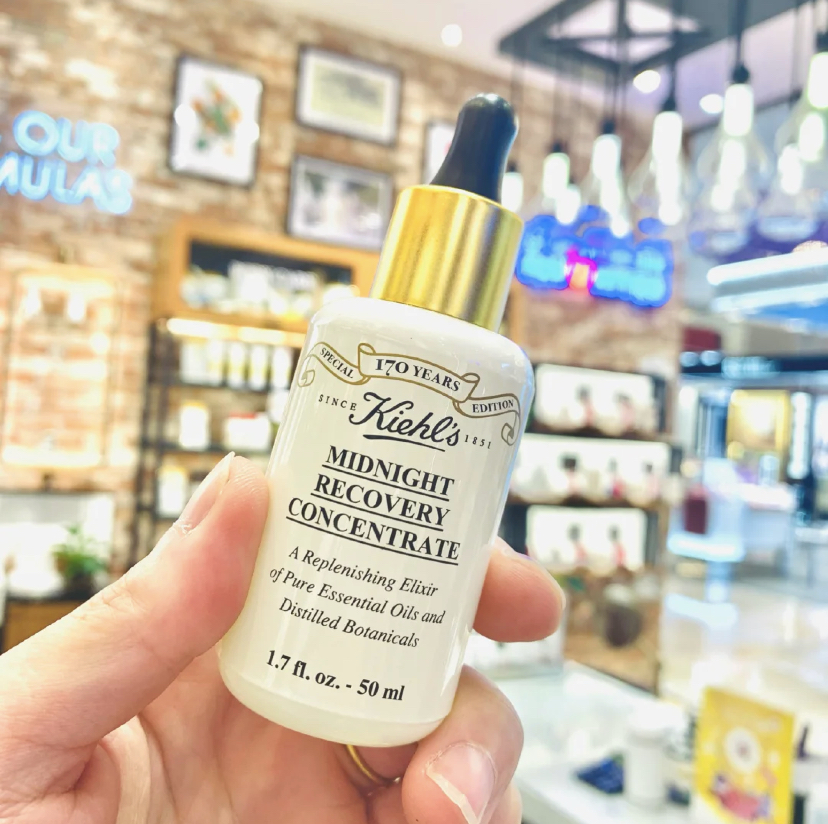 OUR
SPECIAL 170 YEARS EDITION
SINCE Kiehl's 1851
MIDNIGHT
RECOVERY
CONCENTRATE
A Replenishing Elixir
of Pure Essential Oils and
Distilled Botanicals
1.7 fl. oz. - 50 ml